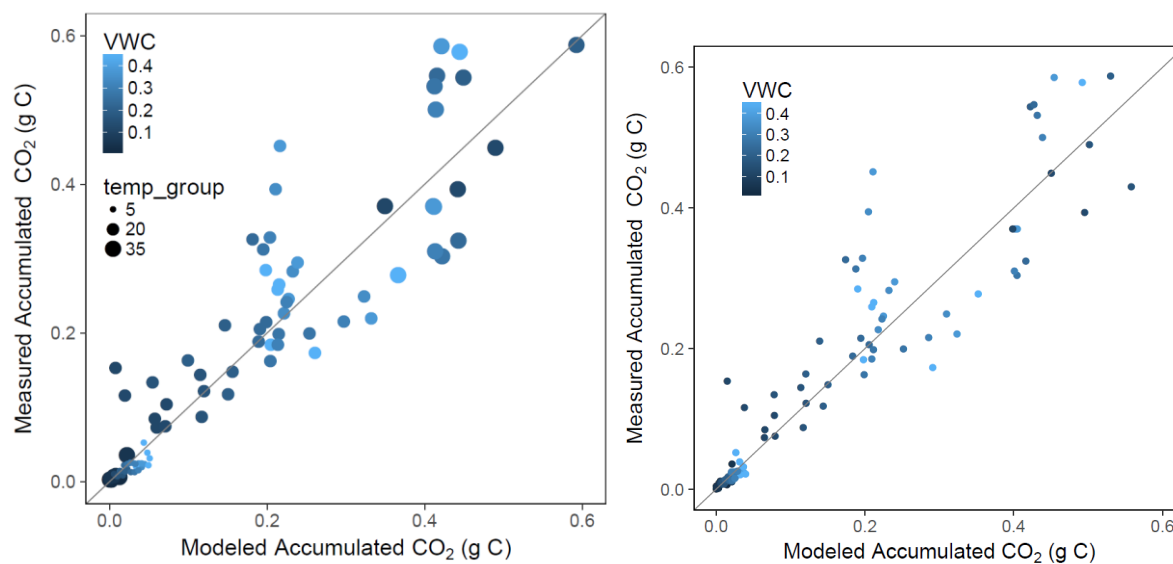 VWC
0.4
0.3
0.2
0.1
temp_group
5
20
35
0.6
0.4
0.2
0.0
Measured Accumulated CO₂ (g C)
0.0 0.2 0.4 0.6
Modeled Accumulated CO₂ (g C)
VWC
0.4
0.3
0.2
0.1
0.6
0.4
0.2
0.0
Measured Accumulated CO₂ (g C)
0.0 0.2 0.4 0.6
Modeled Accumulated CO₂ (g C)